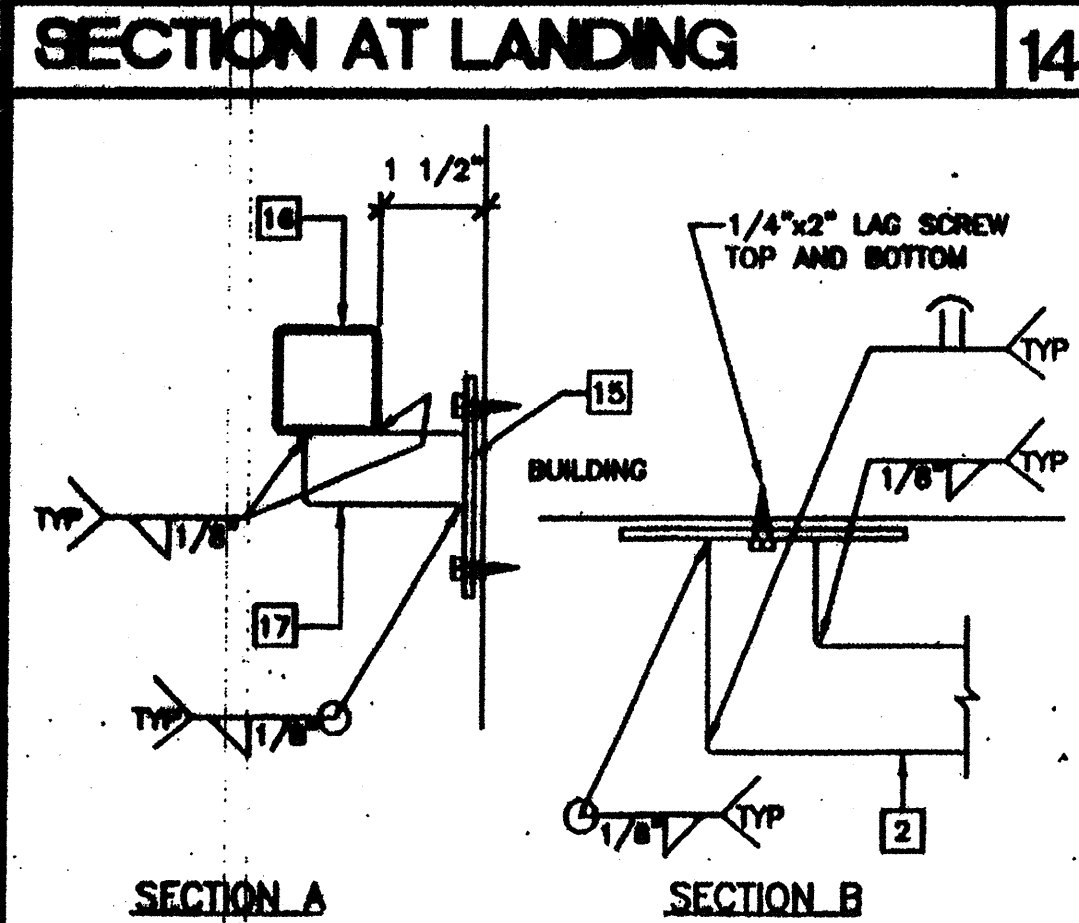 SECTION AT LANDING
14
1 1/2"
16
1/4"x2" LAG SCREW
TOP AND BOTTOM
TYP
15
BUILDING
TYP
1/8"
TYP
1/8"
17
TYP
1/8"
1/8"
TYP
2
SECTION A
SECTION B